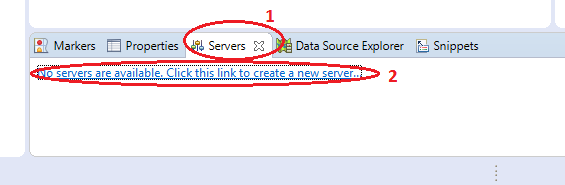 1
Markers Properties Servers Data Source Explorer Snippets
No servers are available. Click this link to create a new server...
2